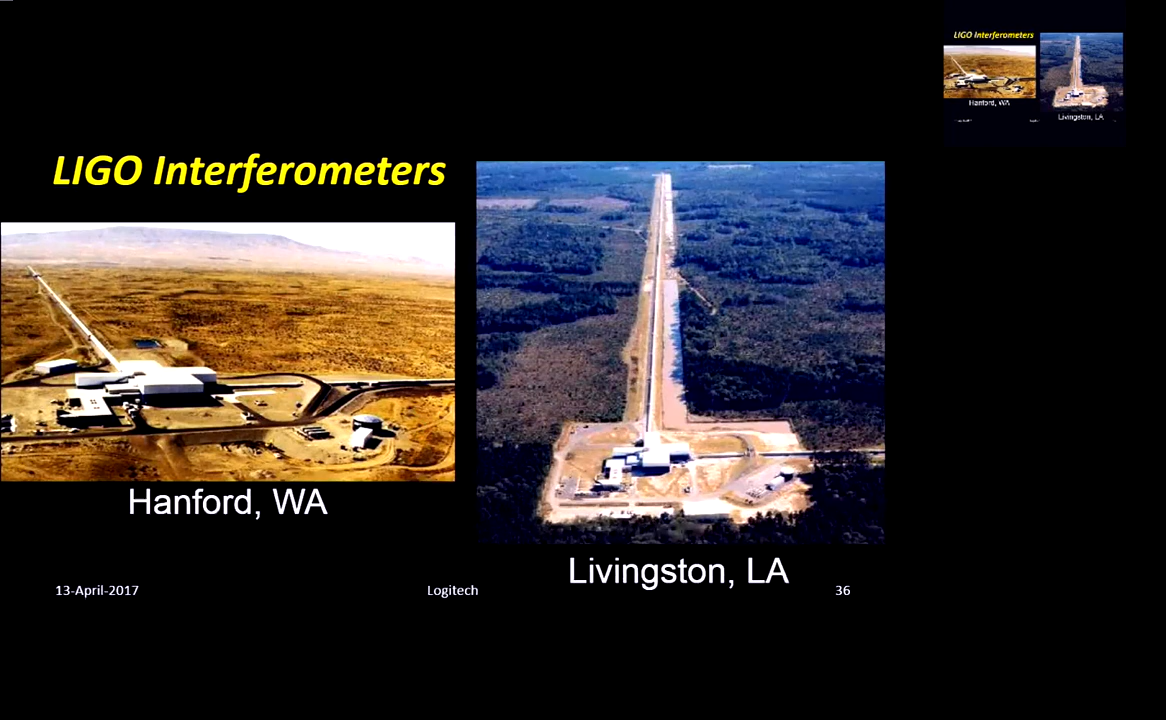 LIGO Interferometers
Hanford, WA
Livingston, LA
13-April-2017
Logitech
36
LIGO Interferometers
Hanford, WA
Livingston, LA